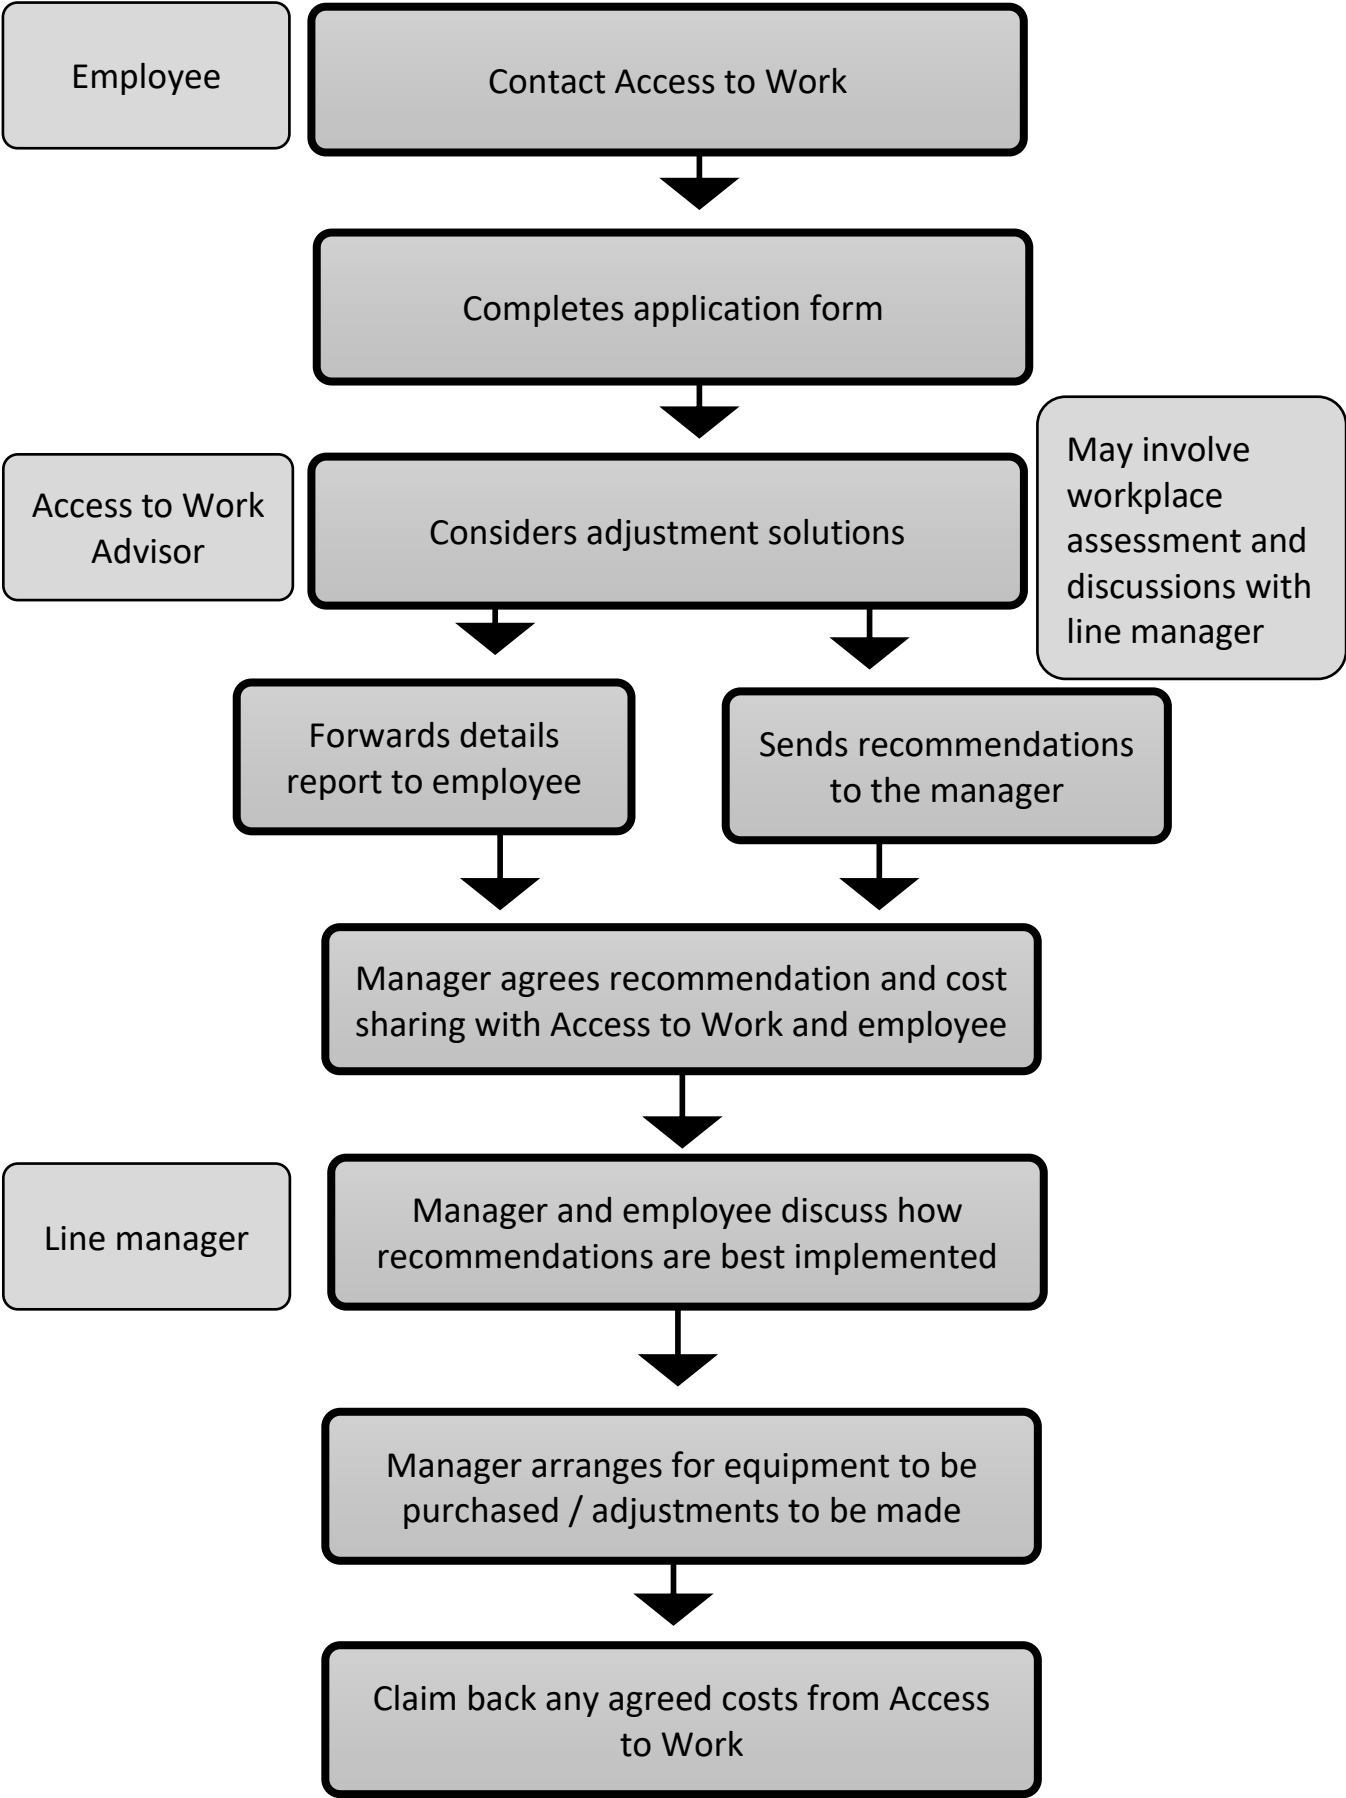 Employee
Contact Access to Work
Completes application form
Access to Work
Advisor
Considers adjustment solutions
May involve
workplace
assessment and
discussions with
line manager
Forwards details
report to employee
Sends recommendations
to the manager
Manager agrees recommendation and cost
sharing with Access to Work and employee
Line manager
Manager and employee discuss how
recommendations are best implemented
Manager arranges for equipment to be
purchased / adjustments to be made
Claim back any agreed costs from Access
to Work